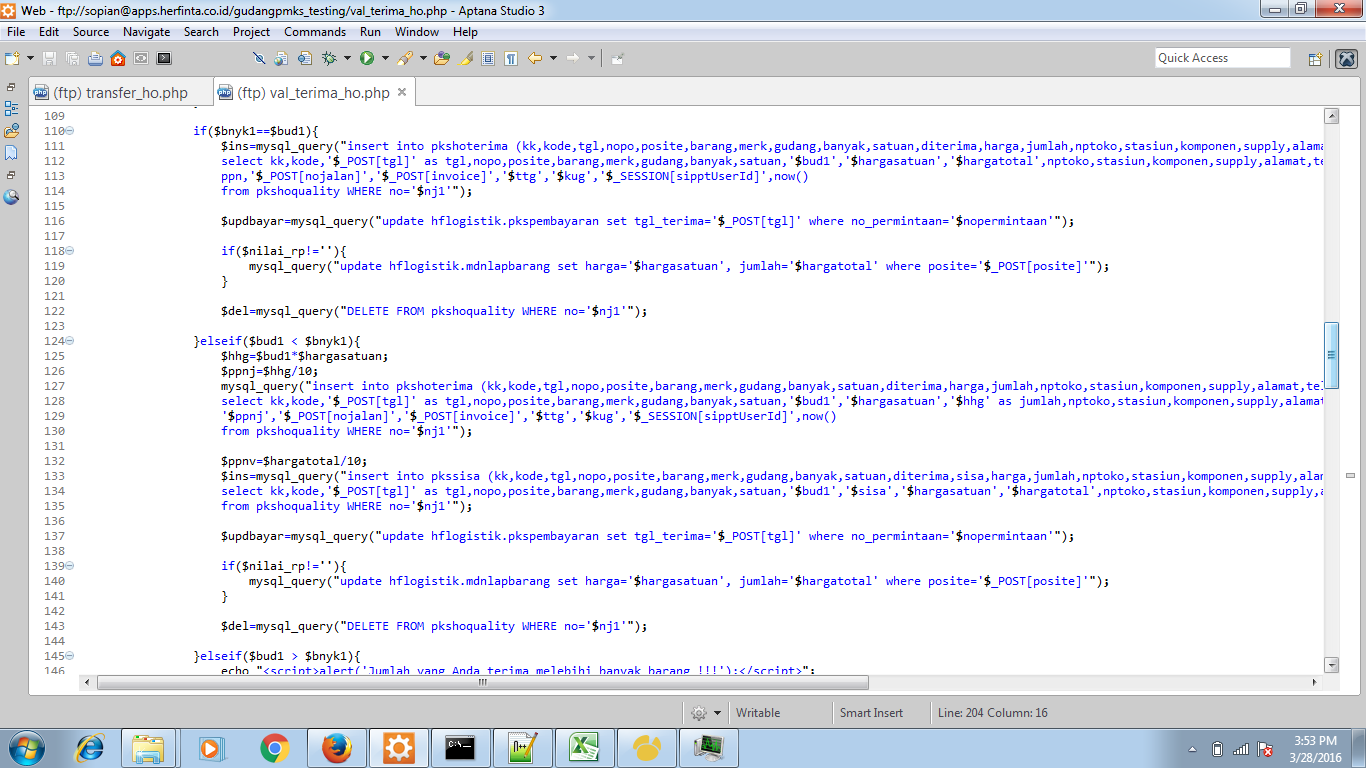 Web - ftp://sopian@apps.herfinta.co.id/gudangpmks_testing/val_terima_ho.php - Aptana Studio 3
File Edit Source Navigate Search Project Commands Run Window Help
Quick Access
(ftp) transfer_ho.php (ftp) val_terima_ho.php
109
110 if($bnyk1==$bud1){
111 $ins=mysql_query("insert into pkshoterima (kk,kode,tgl,nopo,posite,barang,merk,gudang,banyak,satuan,diterima,harga,jumlah,nptoko,stasiun,komponen,supply,alama
112 select kk,kode,'$_POST[tgl]' as tgl,nopo,posite,barang,merk,gudang,banyak,satuan,'$bud1','$hargasatuan','$hargatotal',nptoko,stasiun,komponen,supply,alamat,te
113 ppn,'$_POST[nojalan]','$_POST[invoice]','$ttg','$kug','$_SESSION[sipptUserId]',now()
114 from pkshoquality WHERE no='$nj1'");
115
116 $updbayar=mysql_query("update hflogistik.pkspembayaran set tgl_terima='$_POST[tgl]' where no_permintaan='$nopermintaan'");
117
118 if($nilai_rp!=''){
119 mysql_query("update hflogistik.mdnlapbarang set harga='$hargasatuan', jumlah='$hargatotal' where posite='$_POST[posite]'");
120 }
121
122 $del=mysql_query("DELETE FROM pkshoquality WHERE no='$nj1'");
123
124 }elseif($bud1 < $bnyk1){
125 $hhg=$bud1*$hargasatuan;
126 $ppnj=$hhg/10;
127 mysql_query("insert into pkshoterima (kk,kode,tgl,nopo,posite,barang,merk,gudang,banyak,satuan,diterima,harga,jumlah,nptoko,stasiun,komponen,supply,alamat,te
128 select kk,kode,'$_POST[tgl]' as tgl,nopo,posite,barang,merk,gudang,banyak,satuan,'$bud1','$hargasatuan','$hhg' as jumlah,nptoko,stasiun,komponen,supply,alamat
129 '$ppnj','$_POST[nojalan]','$_POST[invoice]','$ttg','$kug','$_SESSION[sipptUserId]',now()
130 from pkshoquality WHERE no='$nj1'");
131
132 $ppnv=$hargatotal/10;
133 $ins=mysql_query("insert into pkssisa (kk,kode,tgl,nopo,posite,barang,merk,gudang,banyak,satuan,diterima,sisa,harga,jumlah,nptoko,stasiun,komponen,supply,alam
134 select kk,kode,'$_POST[tgl]' as tgl,nopo,posite,barang,merk,gudang,banyak,satuan,'$bud1','$sisa','$hargasatuan','$hargatotal',nptoko,stasiun,komponen,supply,a
135 from pkshoquality WHERE no='$nj1'");
136
137 $updbayar=mysql_query("update hflogistik.pkspembayaran set tgl_terima='$_POST[tgl]' where no_permintaan='$nopermintaan'");
138
139 if($nilai_rp!=''){
140 mysql_query("update hflogistik.mdnlapbarang set harga='$hargasatuan', jumlah='$hargatotal' where posite='$_POST[posite]'");
141 }
142
143 $del=mysql_query("DELETE FROM pkshoquality WHERE no='$nj1'");
144
145 }elseif($bud1 > $bnyk1){
146 echo "<script>alert('Jumlah yang Anda terima melebihi banyak barang !!!');</script>";
Writable Smart Insert Line: 204 Column: 16
3:53 PM
3/28/2016